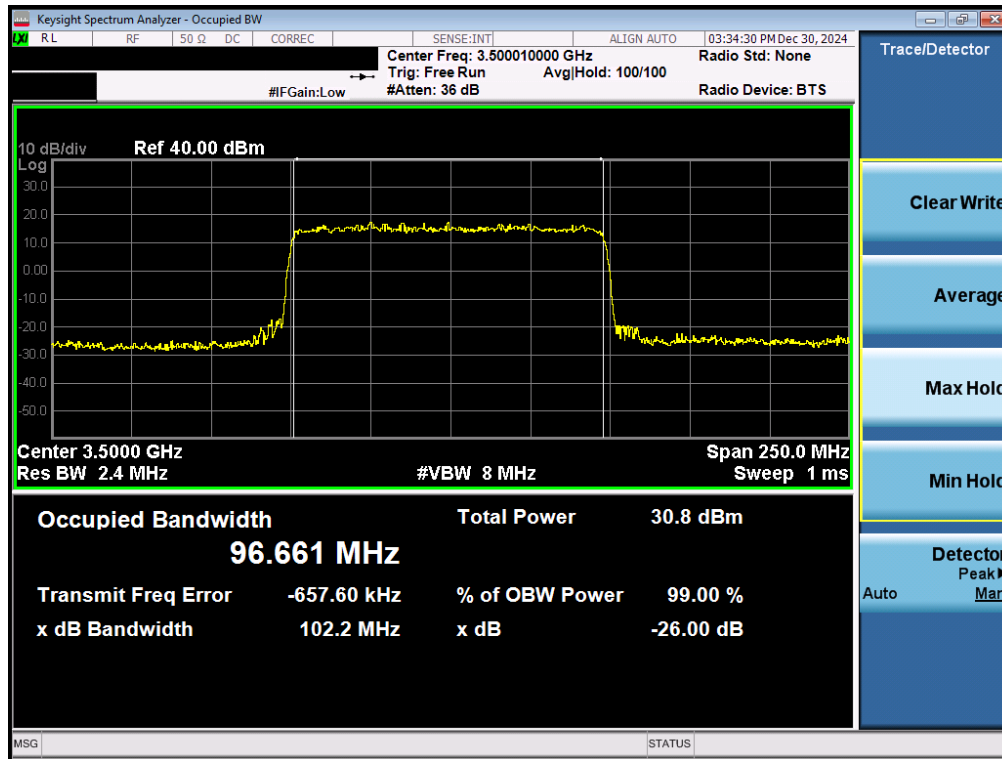 Keysight Spectrum Analyzer - Occupied BW
LXI RL RF 50 Ω DC CORREC SENSE:INT ALIGN AUTO 03:34:30 PM Dec 30, 2024
Center Freq: 3.500010000 GHz Radio Std: None
Trig: Free Run Avg|Hold: 100/100
#IFGain:Low #Atten: 36 dB Radio Device: BTS
Trace/Detector
10 dB/div Ref 40.00 dBm
Log
30.0
20.0
10.0
0.00
-10.0
-20.0
-30.0
-40.0
-50.0
Center 3.5000 GHz Span 250.0 MHz
Res BW 2.4 MHz #VBW 8 MHz Sweep 1 ms
Occupied Bandwidth Total Power 30.8 dBm
96.661 MHz
Transmit Freq Error -657.60 kHz % of OBW Power 99.00 %
x dB Bandwidth 102.2 MHz x dB -26.00 dB
Clear Write
Average
Max Hold
Min Hold
Detector
Peak
Auto Man
MSG STATUS